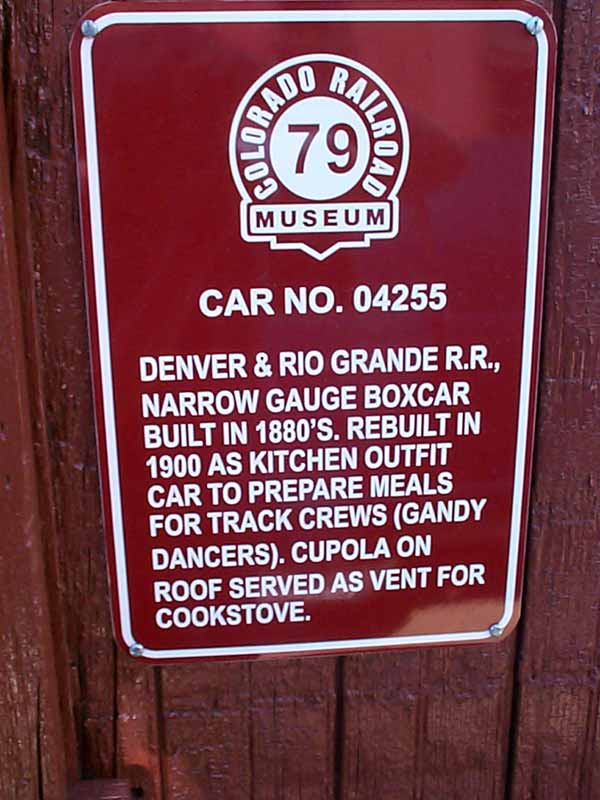 COLORADO RAILROAD
79
MUSEUM
CAR NO. 04255
DENVER & RIO GRANDE R.R.,
NARROW GAUGE BOXCAR
BUILT IN 1880'S. REBUILT IN
1900 AS KITCHEN OUTFIT
CAR TO PREPARE MEALS
FOR TRACK CREWS (GANDY
DANCERS). CUPOLA ON
ROOF SERVED AS VENT FOR
COOKSTOVE.